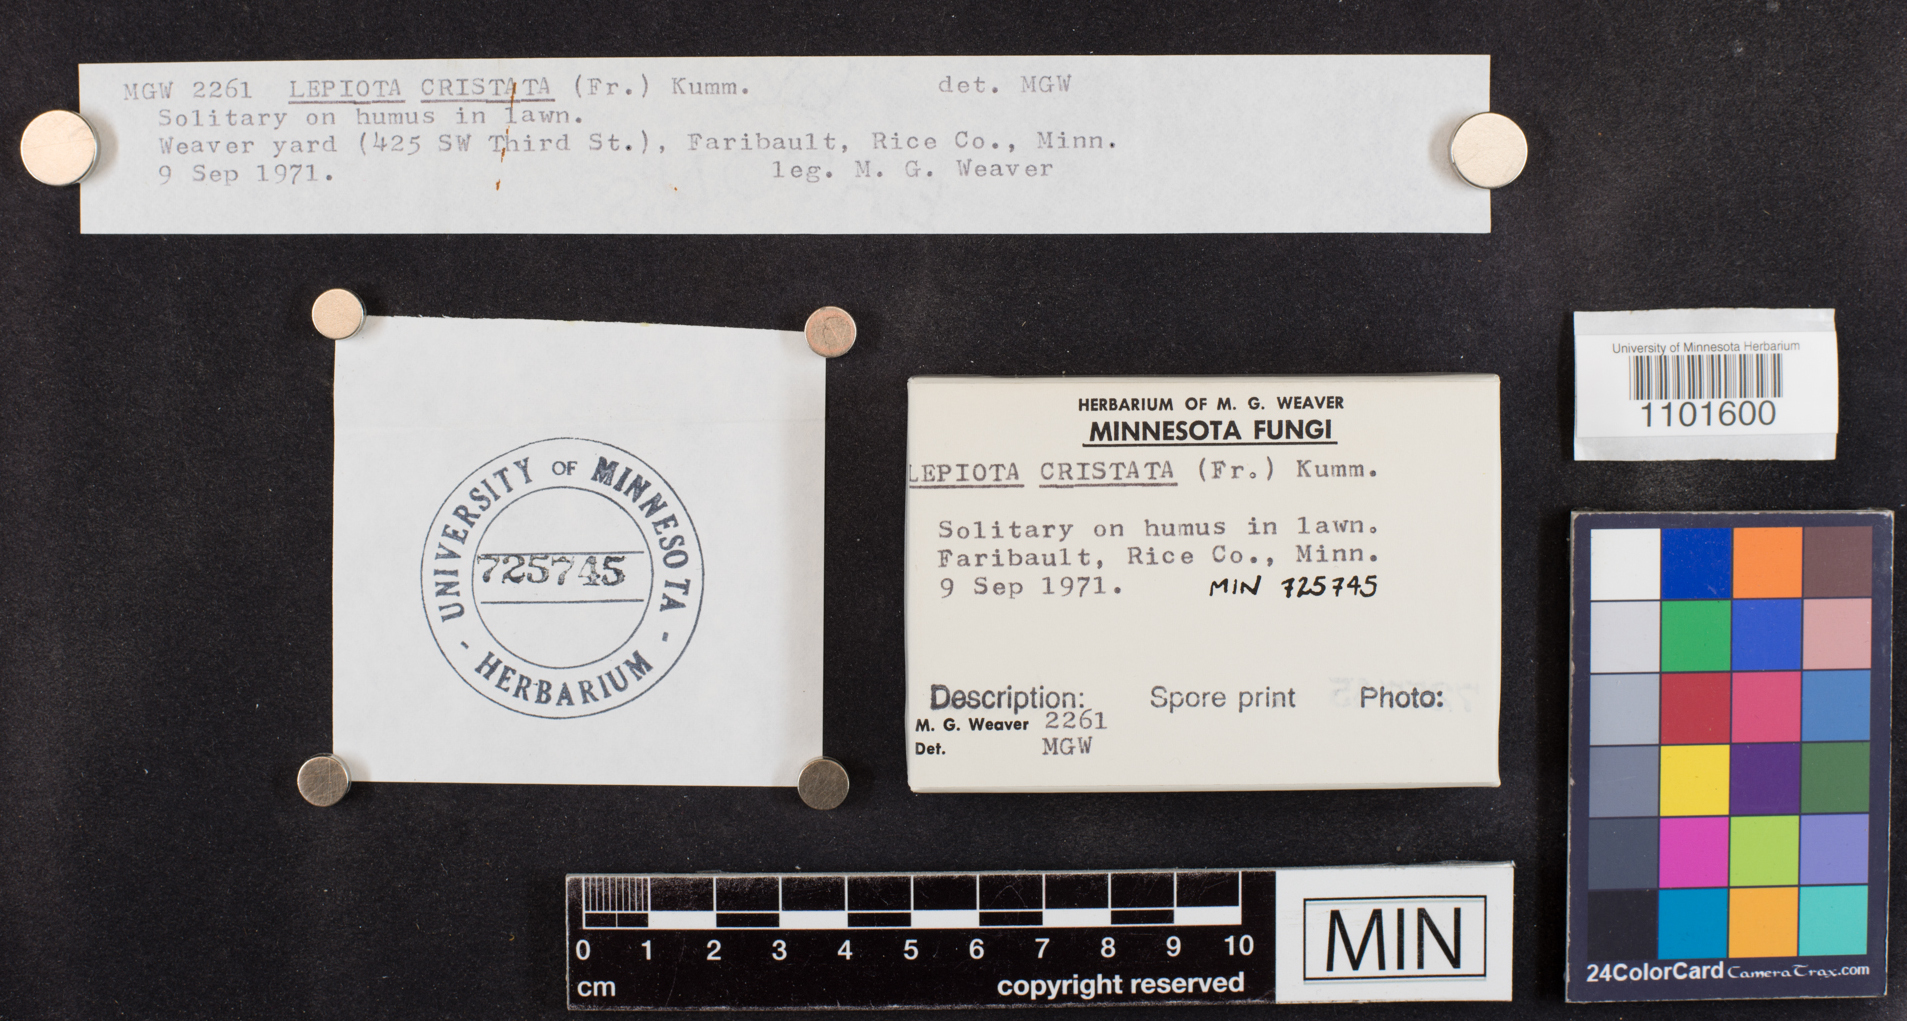 MGW 2261 LEPIOTA CRISTATA (Fr.) Kumm. det. MGW
Solitary on humus in lawn.
Weaver yard (425 SW Third St.), Faribault, Rice Co., Minn.
9 Sep 1971. leg. M. G. Weaver
UNIVERSITY OF MINNESOTA
725745
- HERBARIUM -
HERBARIUM OF M. G. WEAVER
MINNESOTA FUNGI
LEPIOTA CRISTATA (Fr.) Kumm.
Solitary on humus in lawn.
Faribault, Rice Co., Minn.
9 Sep 1971. MIN 725745
Description: Spore print Photo:
M. G. Weaver 2261
Det. MGW
University of Minnesota Herbarium
1101600
0 1 2 3 4 5 6 7 8 9 10
cm copyright reserved
MIN
24ColorCard CameraTrax.com